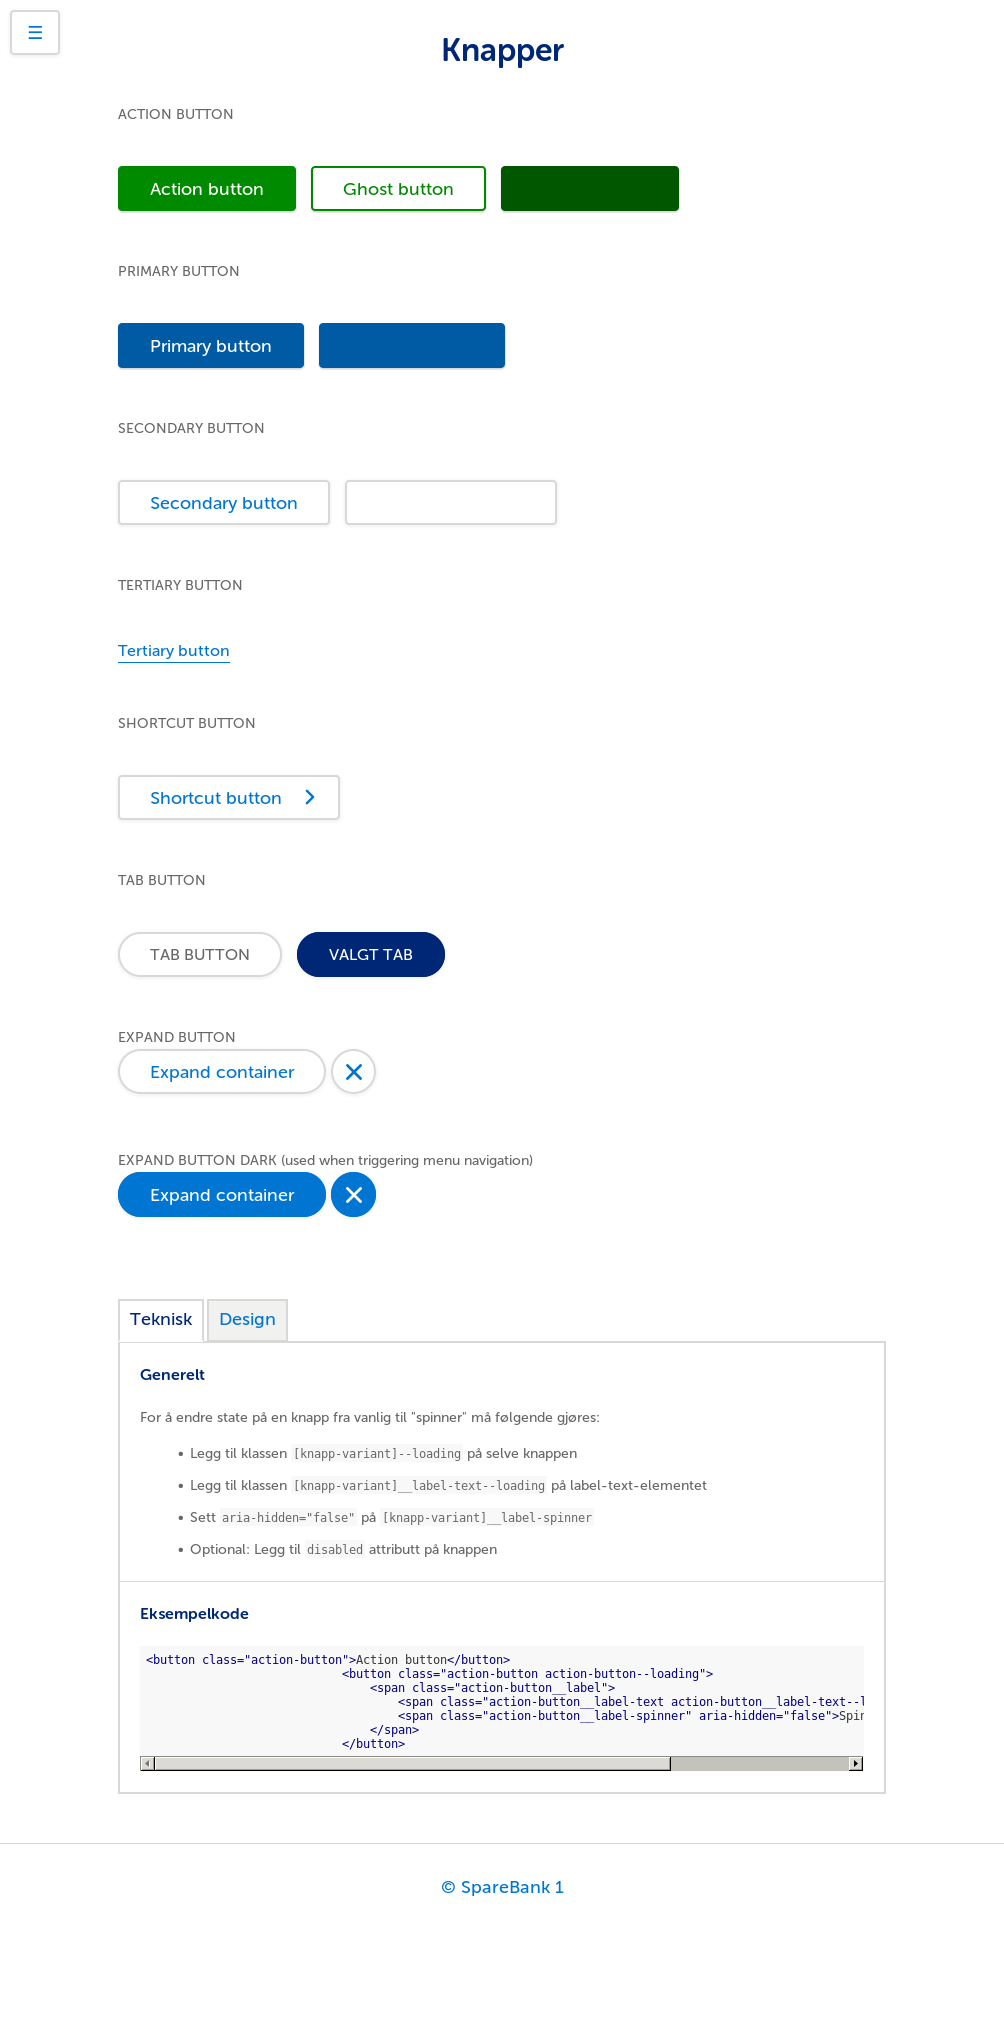 ☰
Knapper
ACTION BUTTON
Action button
Ghost button
PRIMARY BUTTON
Primary button
SECONDARY BUTTON
Secondary button
TERTIARY BUTTON
Tertiary button
SHORTCUT BUTTON
Shortcut button
TAB BUTTON
TAB BUTTON
VALGT TAB
EXPAND BUTTON
Expand container
EXPAND BUTTON DARK (used when triggering menu navigation)
Expand container
Teknisk
Design
Generelt
For å endre state på en knapp fra vanlig til "spinner" må følgende gjøres:
• Legg til klassen [knapp-variant]--loading på selve knappen
• Legg til klassen [knapp-variant]__label-text--loading på label-text-elementet
• Sett aria-hidden="false" på [knapp-variant]__label-spinner
• Optional: Legg til disabled attributt på knappen
Eksempelkode
<button class="action-button">Action button</button>
<button class="action-button action-button--loading">
<span class="action-button__label">
<span class="action-button__label-text action-button__label-text--l
<span class="action-button__label-spinner" aria-hidden="false">Spin
</span>
</button>
© SpareBank 1